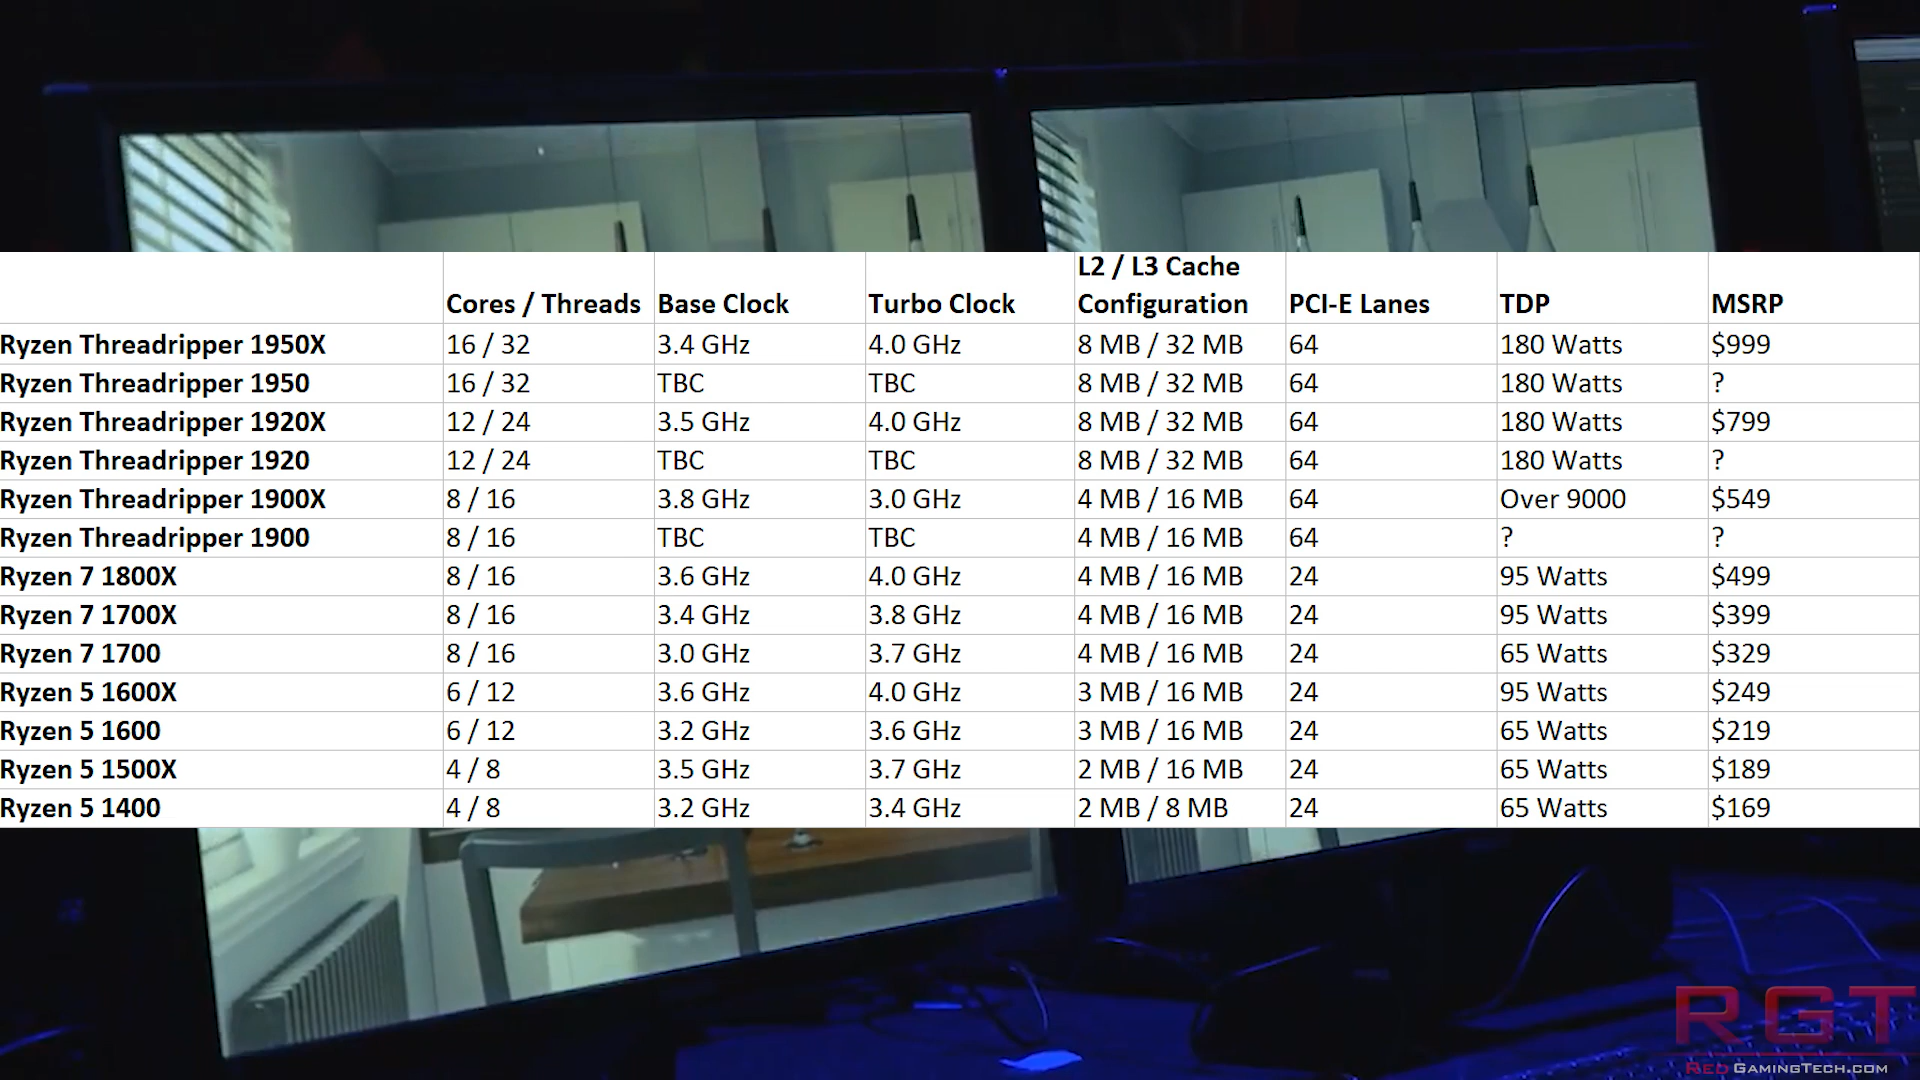 L2 / L3 Cache
Cores / Threads Base Clock Turbo Clock Configuration PCI-E Lanes TDP MSRP
Ryzen Threadripper 1950X 16 / 32 3.4 GHz 4.0 GHz 8 MB / 32 MB 64 180 Watts $999
Ryzen Threadripper 1950 16 / 32 TBC TBC 8 MB / 32 MB 64 180 Watts ?
Ryzen Threadripper 1920X 12 / 24 3.5 GHz 4.0 GHz 8 MB / 32 MB 64 180 Watts $799
Ryzen Threadripper 1920 12 / 24 TBC TBC 8 MB / 32 MB 64 180 Watts ?
Ryzen Threadripper 1900X 8 / 16 3.8 GHz 3.0 GHz 4 MB / 16 MB 64 Over 9000 $549
Ryzen Threadripper 1900 8 / 16 TBC TBC 4 MB / 16 MB 64 ? ?
Ryzen 7 1800X 8 / 16 3.6 GHz 4.0 GHz 4 MB / 16 MB 24 95 Watts $499
Ryzen 7 1700X 8 / 16 3.4 GHz 3.8 GHz 4 MB / 16 MB 24 95 Watts $399
Ryzen 7 1700 8 / 16 3.0 GHz 3.7 GHz 4 MB / 16 MB 24 65 Watts $329
Ryzen 5 1600X 6 / 12 3.6 GHz 4.0 GHz 3 MB / 16 MB 24 95 Watts $249
Ryzen 5 1600 6 / 12 3.2 GHz 3.6 GHz 3 MB / 16 MB 24 65 Watts $219
Ryzen 5 1500X 4 / 8 3.5 GHz 3.7 GHz 2 MB / 16 MB 24 65 Watts $189
Ryzen 5 1400 4 / 8 3.2 GHz 3.4 GHz 2 MB / 8 MB 24 65 Watts $169
RGT
REDGAMINGTECH.COM